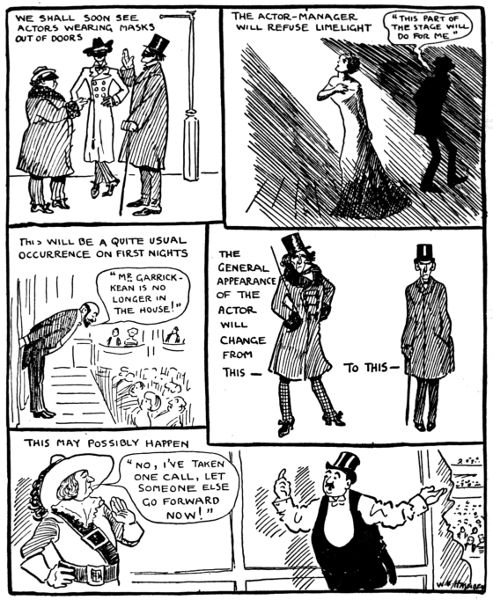 WE SHALL SOON SEE
ACTORS WEARING MASKS
OUT OF DOORS
THE ACTOR-MANAGER
WILL REFUSE LIMELIGHT
"THIS PART OF
THE STAGE WILL
DO FOR ME"
THIS WILL BE A QUITE USUAL
OCCURRENCE ON FIRST NIGHTS
"MR. GARRICK-
KEAN IS NO
LONGER IN
THE HOUSE!"
THE
GENERAL
APPEARANCE
OF THE
ACTOR
WILL
CHANGE
FROM
THIS —
TO THIS —
THIS MAY POSSIBLY HAPPEN
"NO, I'VE TAKEN
ONE CALL, LET
SOMEONE ELSE
GO FORWARD
NOW!"